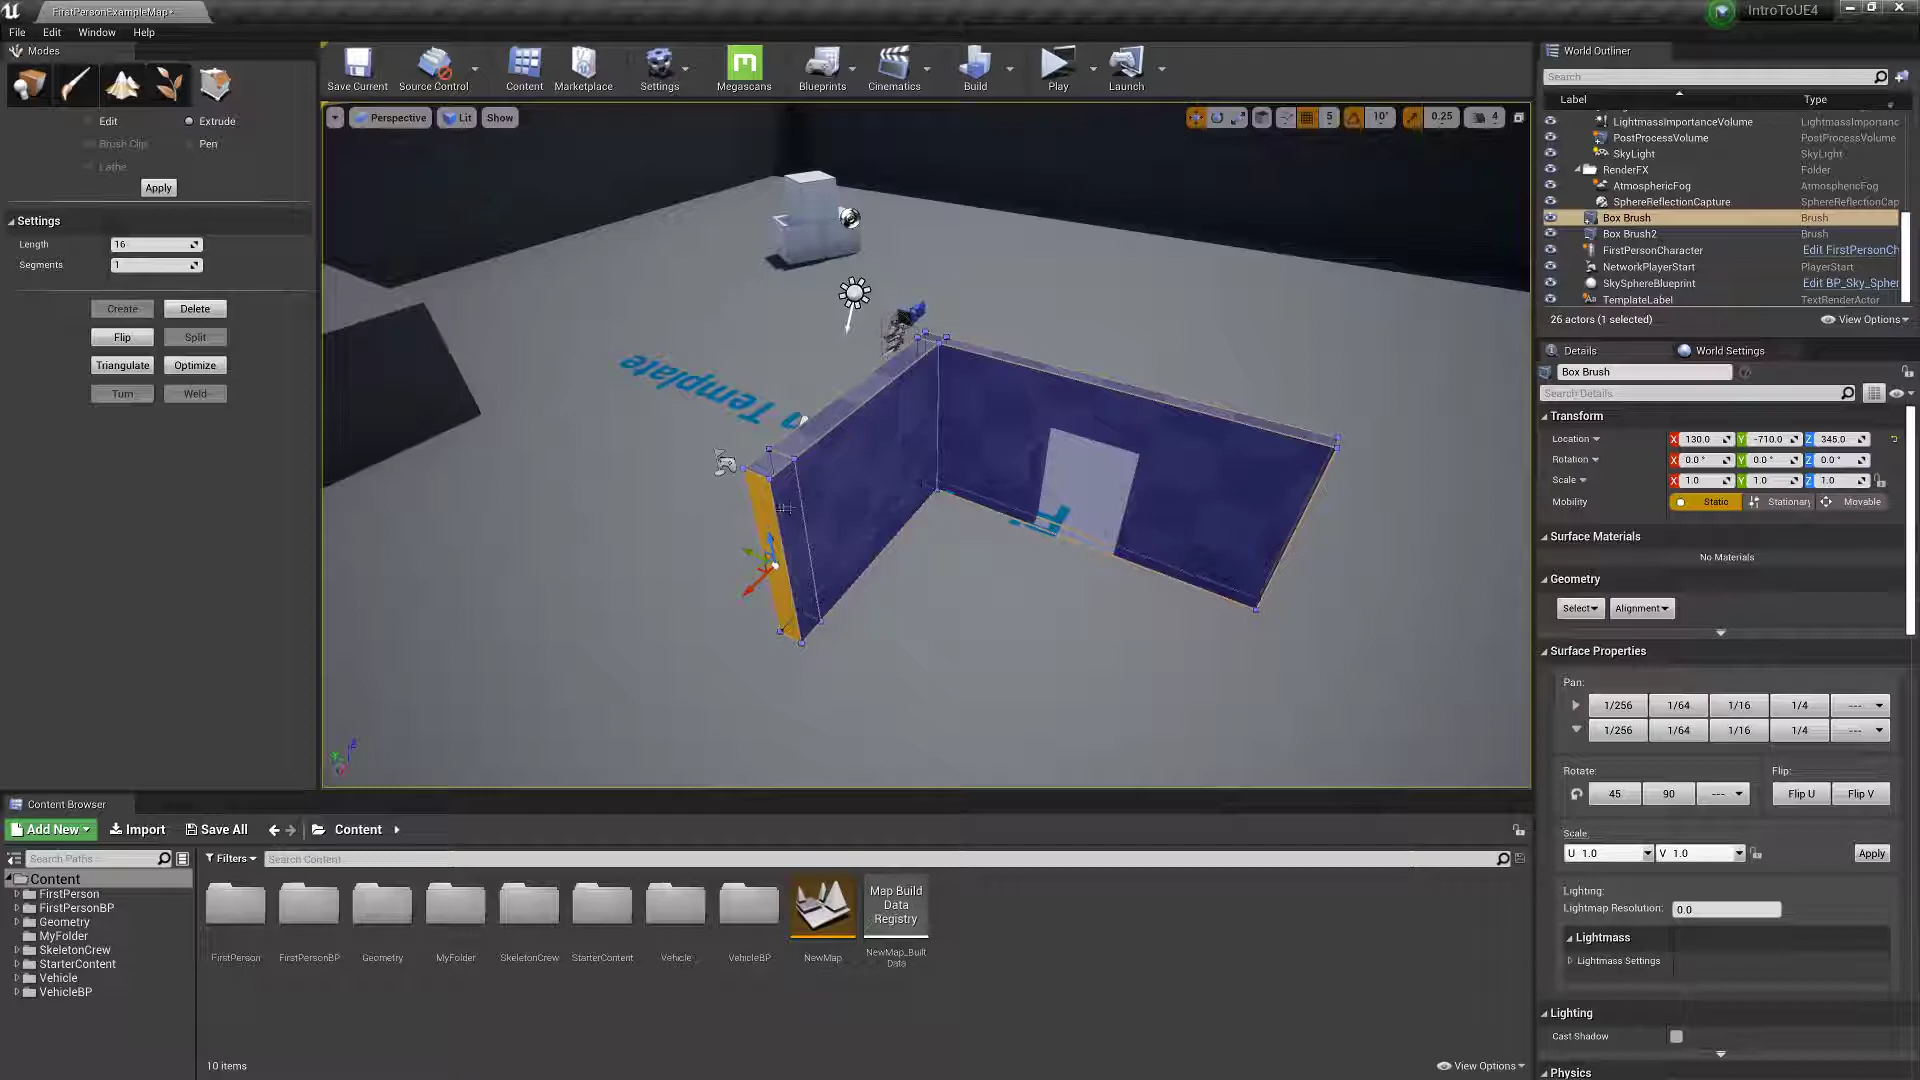 FirstPersonExampleMap*
IntroToUE4
File Edit Window Help
Modes
Edit Extrude
Brush Clip Pen
Lathe
Apply
Settings
Length 16
Segments 1
Create Delete
Flip Split
Triangulate Optimize
Turn Weld
Save Current Source Control Content Marketplace Settings Megascans Blueprints Cinematics Build Play Launch
Perspective Lit Show
5 10° 0.25 4
Template
World Outliner
Search
Label Type
LightmassImportanceVolume LightmassImportanc
PostProcessVolume PostProcessVolume
SkyLight SkyLight
RenderFX Folder
AtmosphericFog AtmosphericFog
SphereReflectionCapture SphereReflectionCap
Box Brush Brush
Box Brush2 Brush
FirstPersonCharacter Edit FirstPersonCh
NetworkPlayerStart PlayerStart
SkySphereBlueprint Edit BP_Sky_Spher
TemplateLabel TextRenderActor
26 actors (1 selected) View Options
Details World Settings
Box Brush
Search Details
Transform
Location X 130.0 Y -710.0 Z 345.0
Rotation X 0.0 ° Y 0.0 ° Z 0.0 °
Scale X 1.0 Y 1.0 Z 1.0
Mobility Static Stationary Movable
Surface Materials
No Materials
Geometry
Select Alignment
Surface Properties
Pan:
1/256 1/64 1/16 1/4 ---
1/256 1/64 1/16 1/4 ---
Rotate: Flip:
45 90 --- Flip U Flip V
Scale
U 1.0 V 1.0 Apply
Lighting:
Lightmap Resolution: 0.0
Lightmass
Lightmass Settings
Lighting
Cast Shadow
Physics
Content Browser
Add New Import Save All Content
Search Paths Filters Search Content
Content
FirstPerson
FirstPersonBP
Geometry
MyFolder
SkeletonCrew
StarterContent
Vehicle
VehicleBP
Map Build
Data
Registry
FirstPerson FirstPersonBP Geometry MyFolder SkeletonCrew StarterContent Vehicle VehicleBP NewMap NewMap_Built
Data
10 items View Options